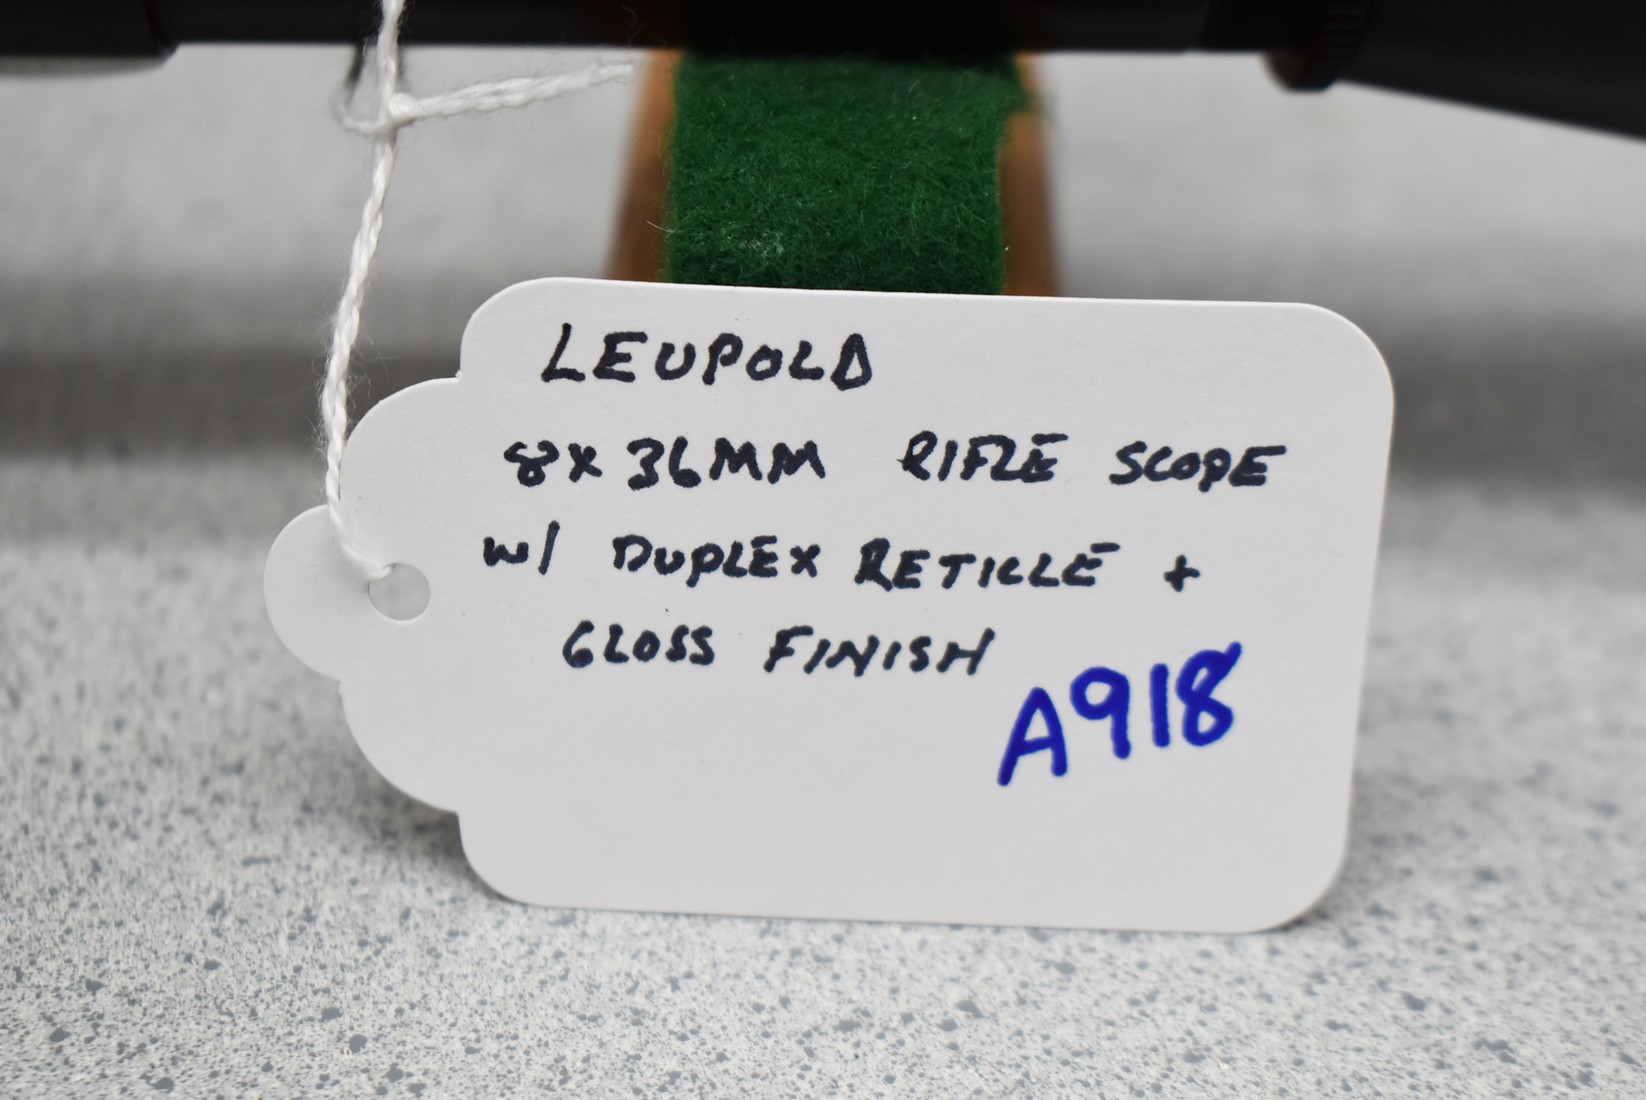 LEUPOLD
8X36MM RIFLE SCOPE
W/ DUPLEX RETICLE +
GLOSS FINISH
A918